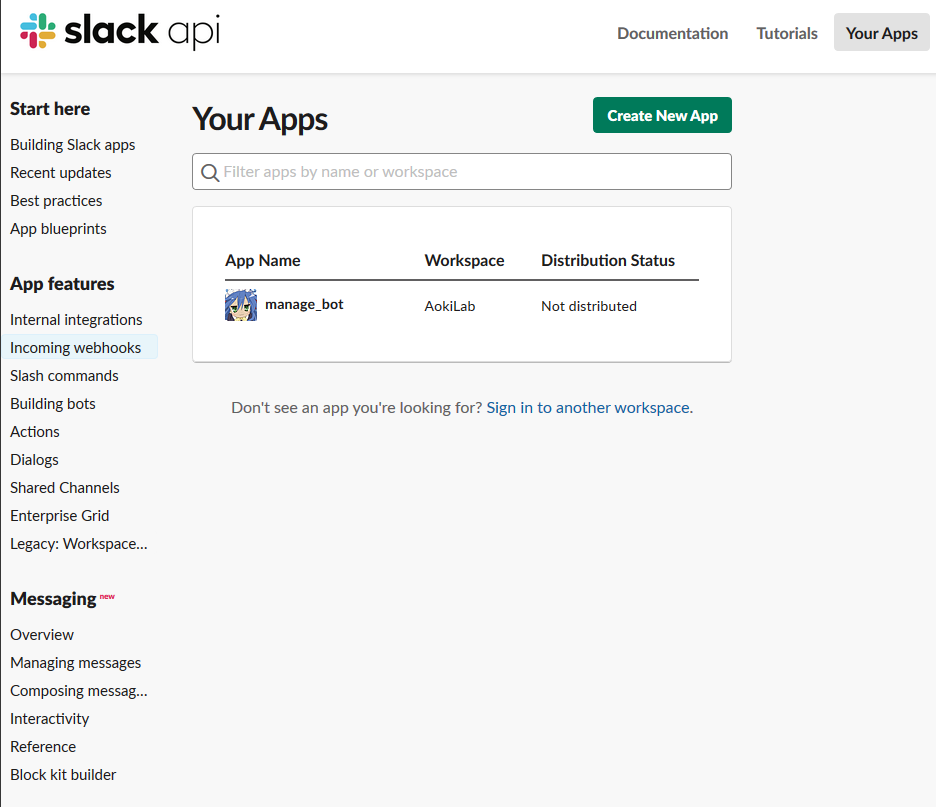 slack api
Documentation
Tutorials
Your Apps
Start here
Building Slack apps
Recent updates
Best practices
App blueprints
App features
Internal integrations
Incoming webhooks
Slash commands
Building bots
Actions
Dialogs
Shared Channels
Enterprise Grid
Legacy: Workspace...
Messaging new
Overview
Managing messages
Composing messag...
Interactivity
Reference
Block kit builder
Your Apps
Create New App
Filter apps by name or workspace
App Name Workspace Distribution Status
manage_bot AokiLab Not distributed
Don't see an app you're looking for? Sign in to another workspace.